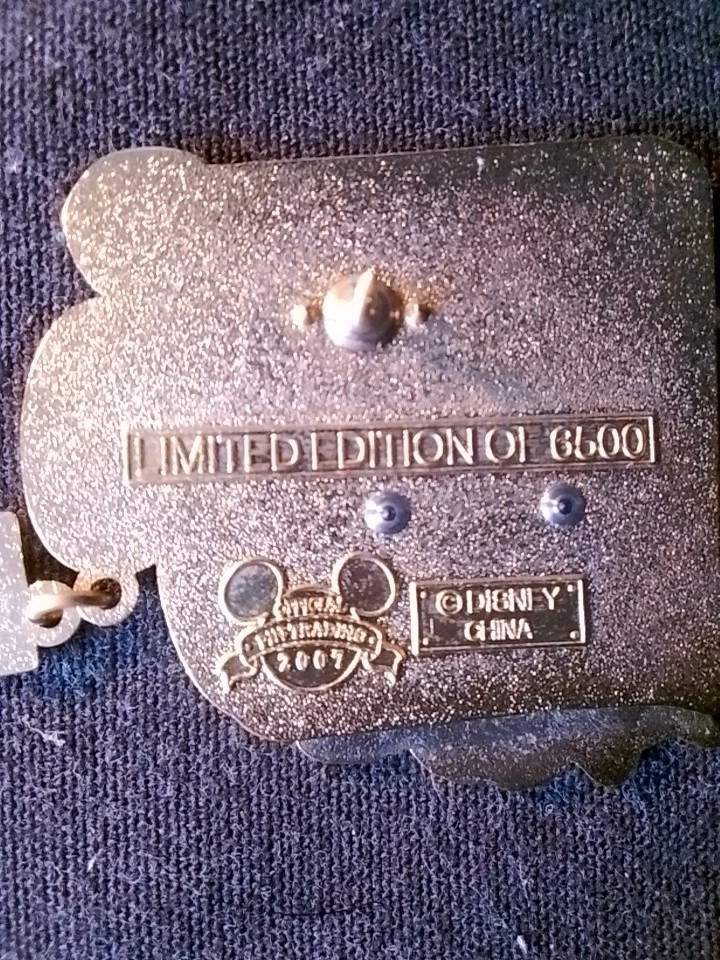 LIMITED EDITION OF 6500
OFFICIAL
PIN TRADING
2007
©DISNEY
CHINA